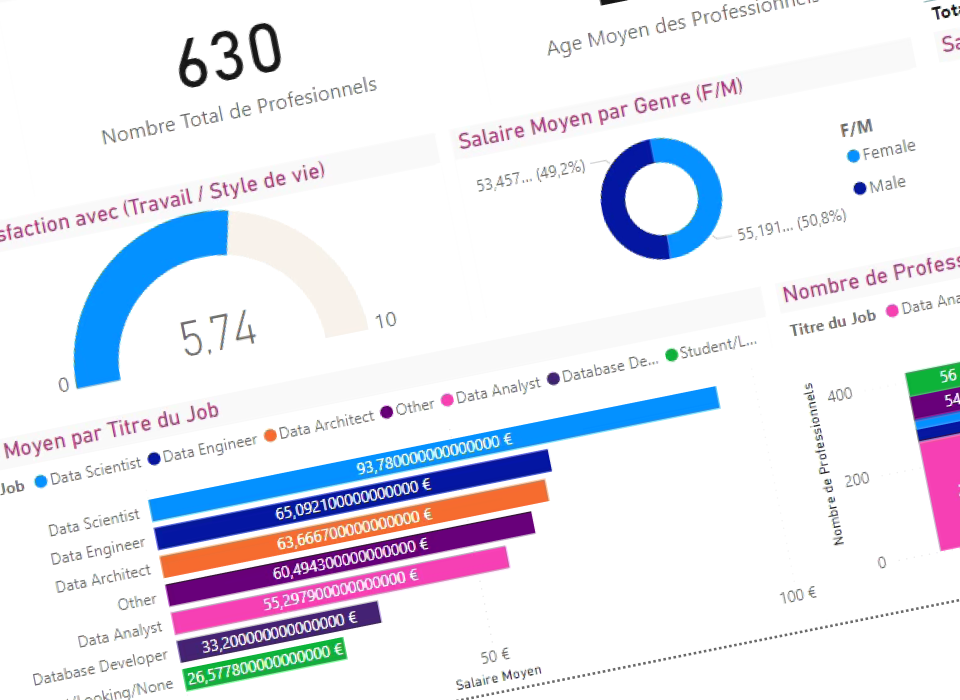 630
Nombre Total de Profesionnels
Age Moyen des Professionnels
Tot
Sa
sfaction avec (Travail / Style de vie)
5,74
0
10
Salaire Moyen par Genre (F/M)
53,457... (49,2%)
55,191... (50,8%)
F/M
Female
Male
Moyen par Titre du Job
Job
Data Scientist
Data Engineer
Data Architect
Other
Data Analyst
Database De...
Student/L...
Data Scientist
93,780000000000000 €
Data Engineer
65,092100000000000 €
Data Architect
63,666700000000000 €
Other
60,494300000000000 €
Data Analyst
55,297900000000000 €
Database Developer
33,200000000000000 €
/Looking/None
26,577800000000000 €
50 €
100 €
Salaire Moyen
Nombre de Profess
Titre du Job
Data Ana
Nombre de Professionnels
400
200
0
56
54